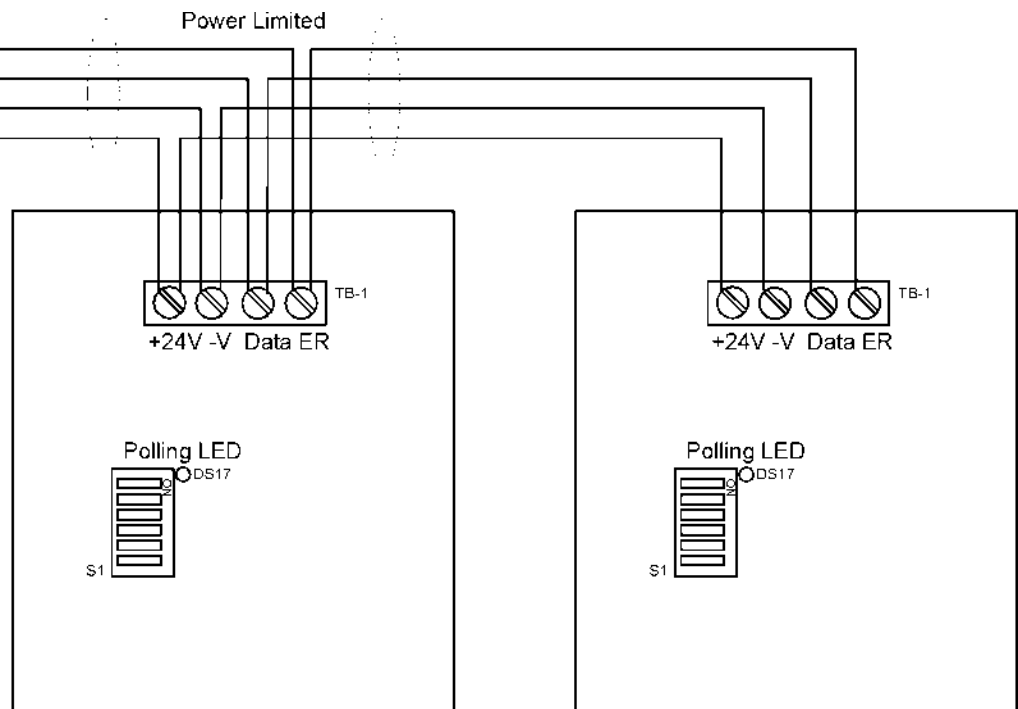 Power Limited
TB-1
+24V -V Data ER
Polling LED
DS17
ON
S1
TB-1
+24V -V Data ER
Polling LED
DS17
ON
S1